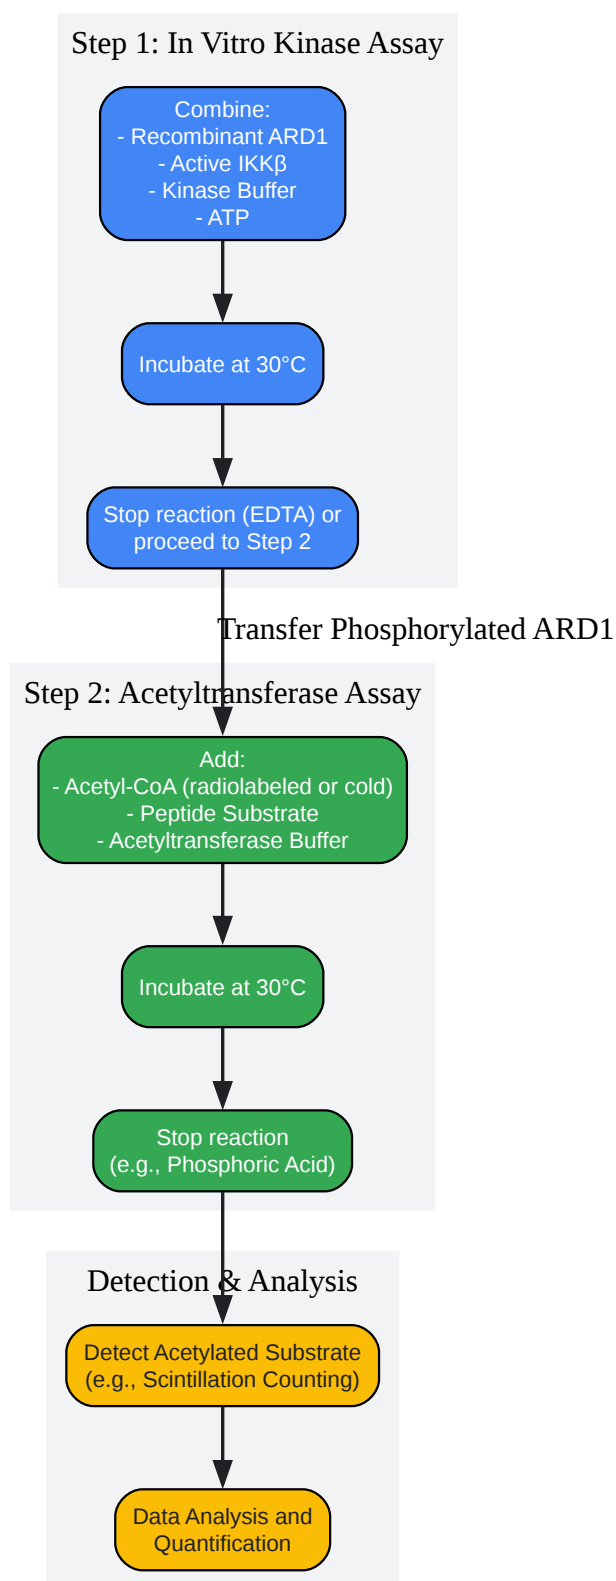 Step 1: In Vitro Kinase Assay
Combine:
- Recombinant ARD1
- Active IKKβ
- Kinase Buffer
- ATP
Incubate at 30°C
Stop reaction (EDTA) or
proceed to Step 2
Transfer Phosphorylated ARD1
Step 2: Acetyltransferase Assay
Add:
- Acetyl-CoA (radiolabeled or cold)
- Peptide Substrate
- Acetyltransferase Buffer
Incubate at 30°C
Stop reaction
(e.g., Phosphoric Acid)
Detection & Analysis
Detect Acetylated Substrate
(e.g., Scintillation Counting)
Data Analysis and
Quantification